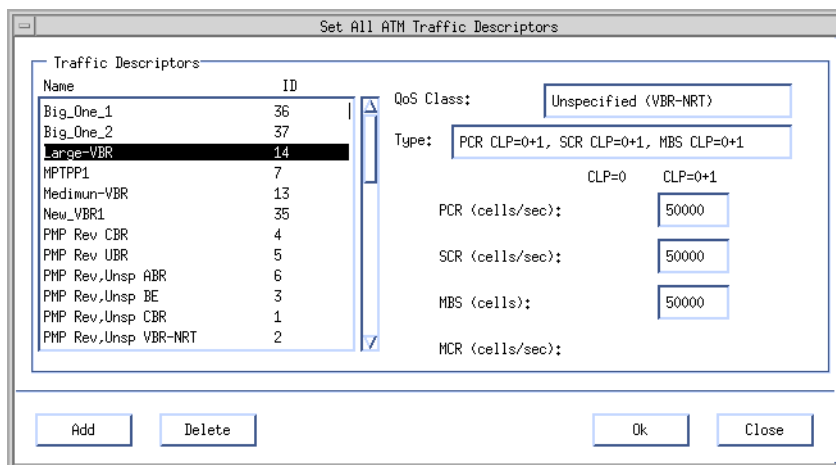 Set All ATM Traffic Descriptors
Traffic Descriptors
Name ID
Big_One_1 36
Big_One_2 37
Large-VBR 14
MPTPP1 7
Medimun-VBR 13
New_VBR1 35
PMP Rev CBR 4
PMP Rev UBR 5
PMP Rev,Unsp ABR 6
PMP Rev,Unsp BE 3
PMP Rev,Unsp CBR 1
PMP Rev,Unsp VBR-NRT 2
QoS Class: Unspecified (VBR-NRT)
Type: PCR CLP=0+1, SCR CLP=0+1, MBS CLP=0+1
CLP=0 CLP=0+1
PCR (cells/sec): 50000
SCR (cells/sec): 50000
MBS (cells): 50000
MCR (cells/sec):
Add Delete Ok Close